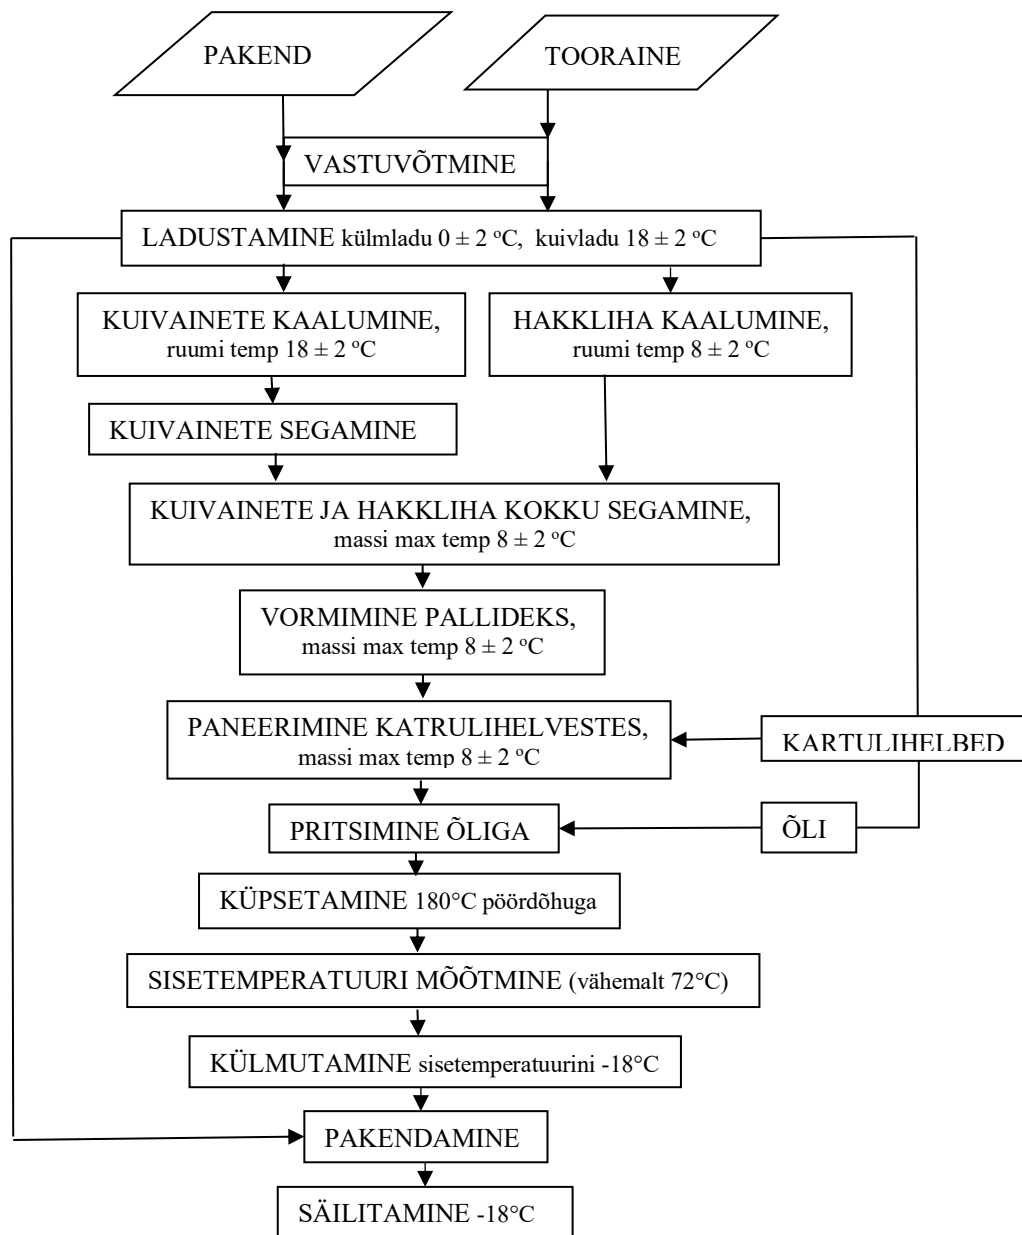 PAKEND
TOORAINE
VASTUVÕTMINE
LADUSTAMINE külmladu 0 ± 2 ºC, kuivladu 18 ± 2 ºC
KUIVAINETE KAALUMINE,
ruumi temp 18 ± 2 ºC
HAKKLIHA KAALUMINE,
ruumi temp 8 ± 2 ºC
KUIVAINETE SEGAMINE
KUIVAINETE JA HAKKLIHA KOKKU SEGAMINE,
massi max temp 8 ± 2 ºC
VORMIMINE PALLIDEKS,
massi max temp 8 ± 2 ºC
PANEERIMINE KATRULIHELVESTES,
massi max temp 8 ± 2 ºC
KARTULIHELBED
PRITSIMINE ÕLIGA
ÕLI
KÜPSETAMINE 180°C pöördõhuga
SISETEMPERATUURI MÕÕTMINE (vähemalt 72°C)
KÜLMUTAMINE sisetemperatuurini -18°C
PAKENDAMINE
SÄILITAMINE -18°C